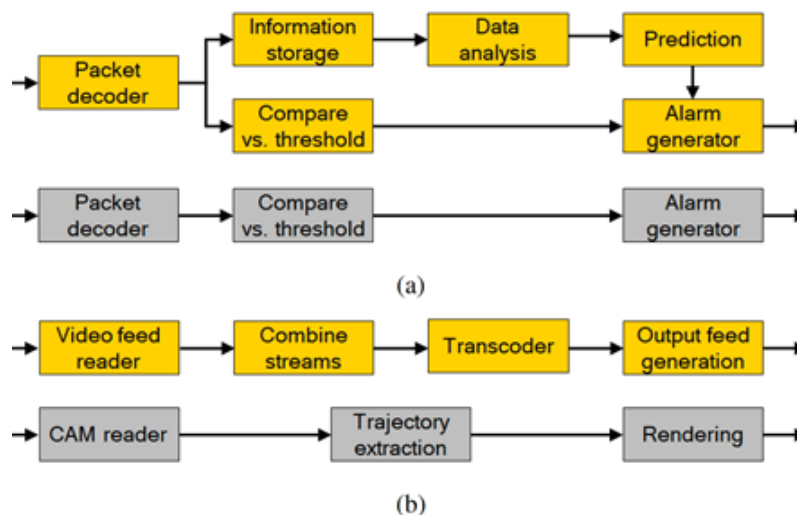 Information
storage
Data
analysis
Prediction
Packet
decoder
Compare
vs. threshold
Alarm
generator
Packet
decoder
Compare
vs. threshold
Alarm
generator
(a)
Video feed
reader
Combine
streams
Transcoder
Output feed
generation
CAM reader
Trajectory
extraction
Rendering
(b)